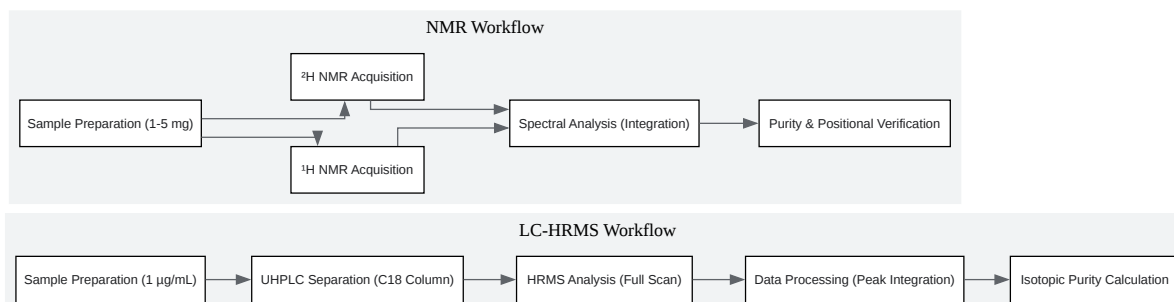 NMR Workflow
²H NMR Acquisition
Sample Preparation (1-5 mg)
Spectral Analysis (Integration)
Purity & Positional Verification
¹H NMR Acquisition
LC-HRMS Workflow
Sample Preparation (1 µg/mL)
UHPLC Separation (C18 Column)
HRMS Analysis (Full Scan)
Data Processing (Peak Integration)
Isotopic Purity Calculation